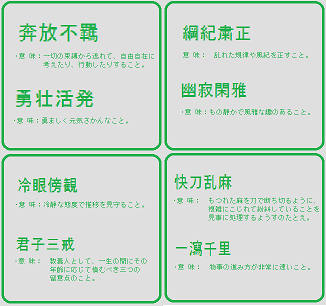 奔放不羈
・意 味：一切の束縛から逃れて、自由自在に
考えたり、行動したりすること。
勇壮活発
・意 味：勇ましく元気さかんなこと。
綱紀粛正
・意 味： 乱れた規律や風紀を正すこと。
幽寂閑雅
・意 味：もの静かで風雅な趣のあること。
冷眼傍観
・意 味：冷静な態度で推移を見守ること。
君子三戒
・意 味： 教養人として、一生の間にその
年齢に応じて慎むべき三つの
留意点のこと。
快刀乱麻
・意 味： もつれた麻を刀で断ち切るように、
複雑にこじれて紛糾していることを
見事に処理するようすのたとえ。
一瀉千里
・意 味： 物事の進み方が非常に速いこと。